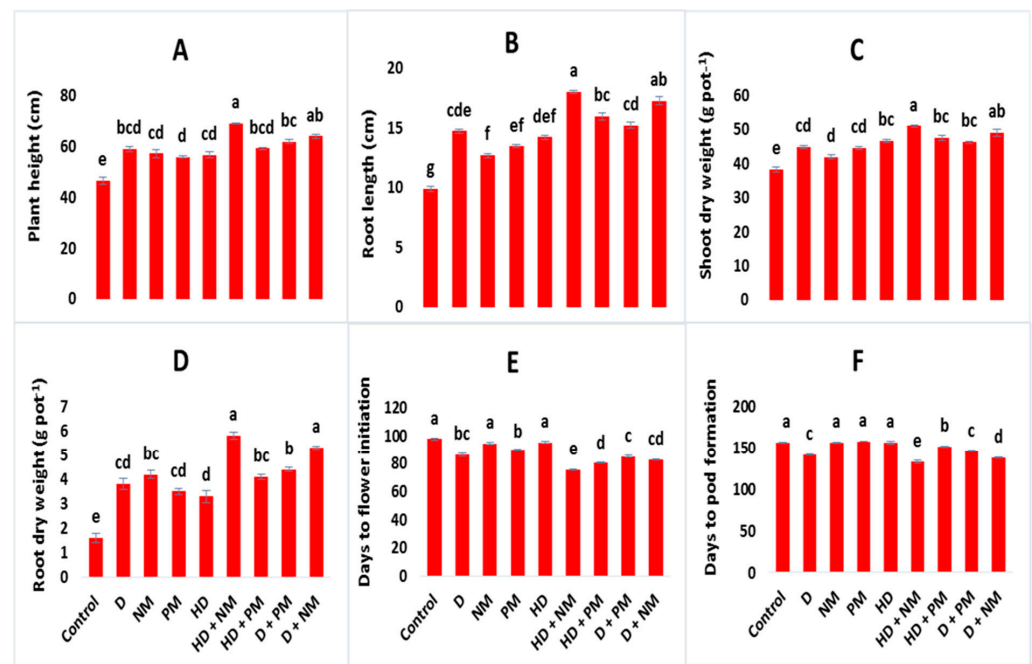 A
Plant height (cm)
80
60
40
20
0
e
bcd
cd
d
cd
a
bcd
bc
ab
B
Root length (cm)
20
15
10
5
0
g
cde
f
ef
def
a
bc
cd
ab
C
Shoot dry weight (g pot-1)
60
50
40
30
20
10
0
e
cd
d
cd
bc
a
bc
bc
ab
D
Root dry weight (g pot-1)
7
6
5
4
3
2
1
0
e
cd
bc
cd
d
a
bc
b
a
Control
D
NM
PM
HD
HD + NM
HD + PM
D + PM
D + NM
E
Days to flower initiation
120
100
80
60
40
20
0
a
bc
a
b
a
e
d
c
cd
Control
D
NM
PM
HD
HD + NM
HD + PM
D + PM
D + NM
F
Days to pod formation
200
150
100
50
0
a
c
a
a
a
e
b
c
d
Control
D
NM
PM
HD
HD + NM
HD + PM
D + PM
D + NM